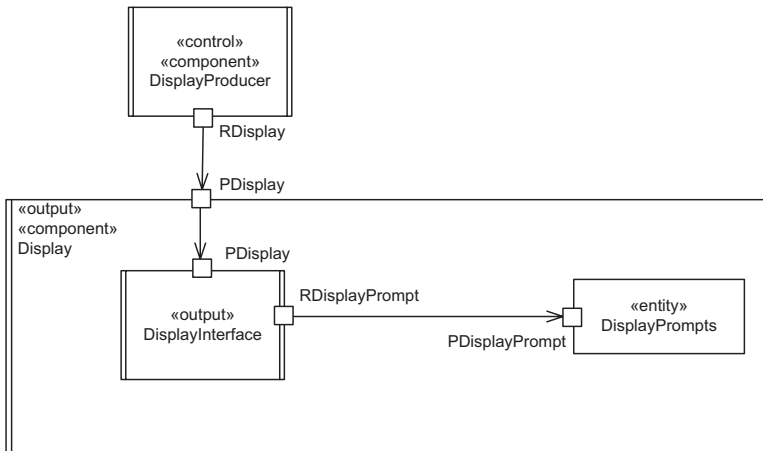 «control»
«component»
DisplayProducer
RDisplay
PDisplay
«output»
«component»
Display
PDisplay
«output»
DisplayInterface
RDisplayPrompt
PDisplayPrompt
«entity»
DisplayPrompts